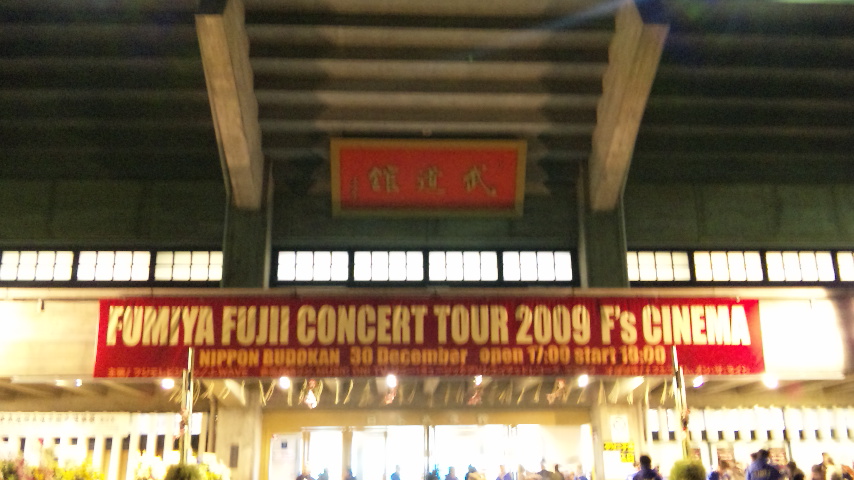 武道館
FUMIYA FUJII CONCERT TOUR 2009 F's CINEMA
NIPPON BUDOKAN 30 December open 17:00 start 18:00